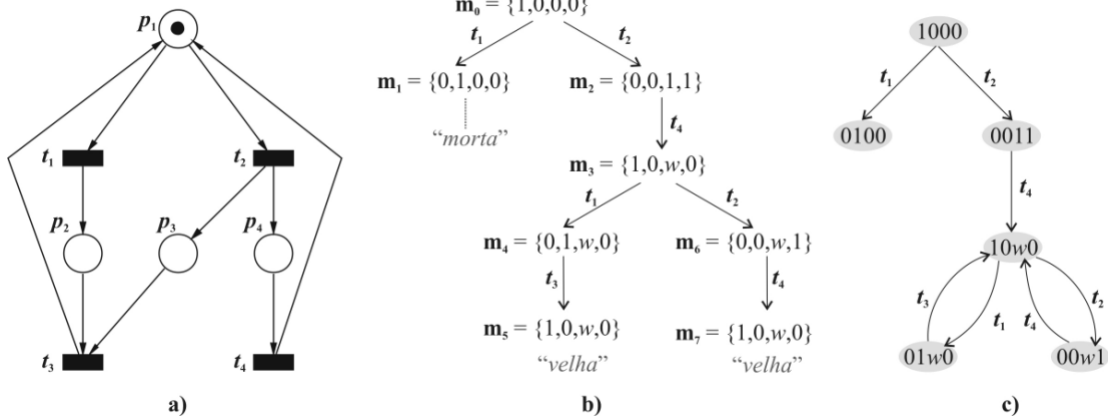 p₁
t₁
t₂
p₂
p₃
p₄
t₃
t₄
a)
m₀ = {1,0,0,0}
t₁
t₂
m₁ = {0,1,0,0}
m₂ = {0,0,1,1}
“morta”
t₄
m₃ = {1,0,w,0}
t₁
t₂
m₄ = {0,1,w,0}
m₆ = {0,0,w,1}
t₃
t₄
m₅ = {1,0,w,0}
m₇ = {1,0,w,0}
“velha”
“velha”
b)
1000
t₁
t₂
0100
0011
t₄
10w0
t₃
t₁
t₄
t₂
01w0
00w1
c)